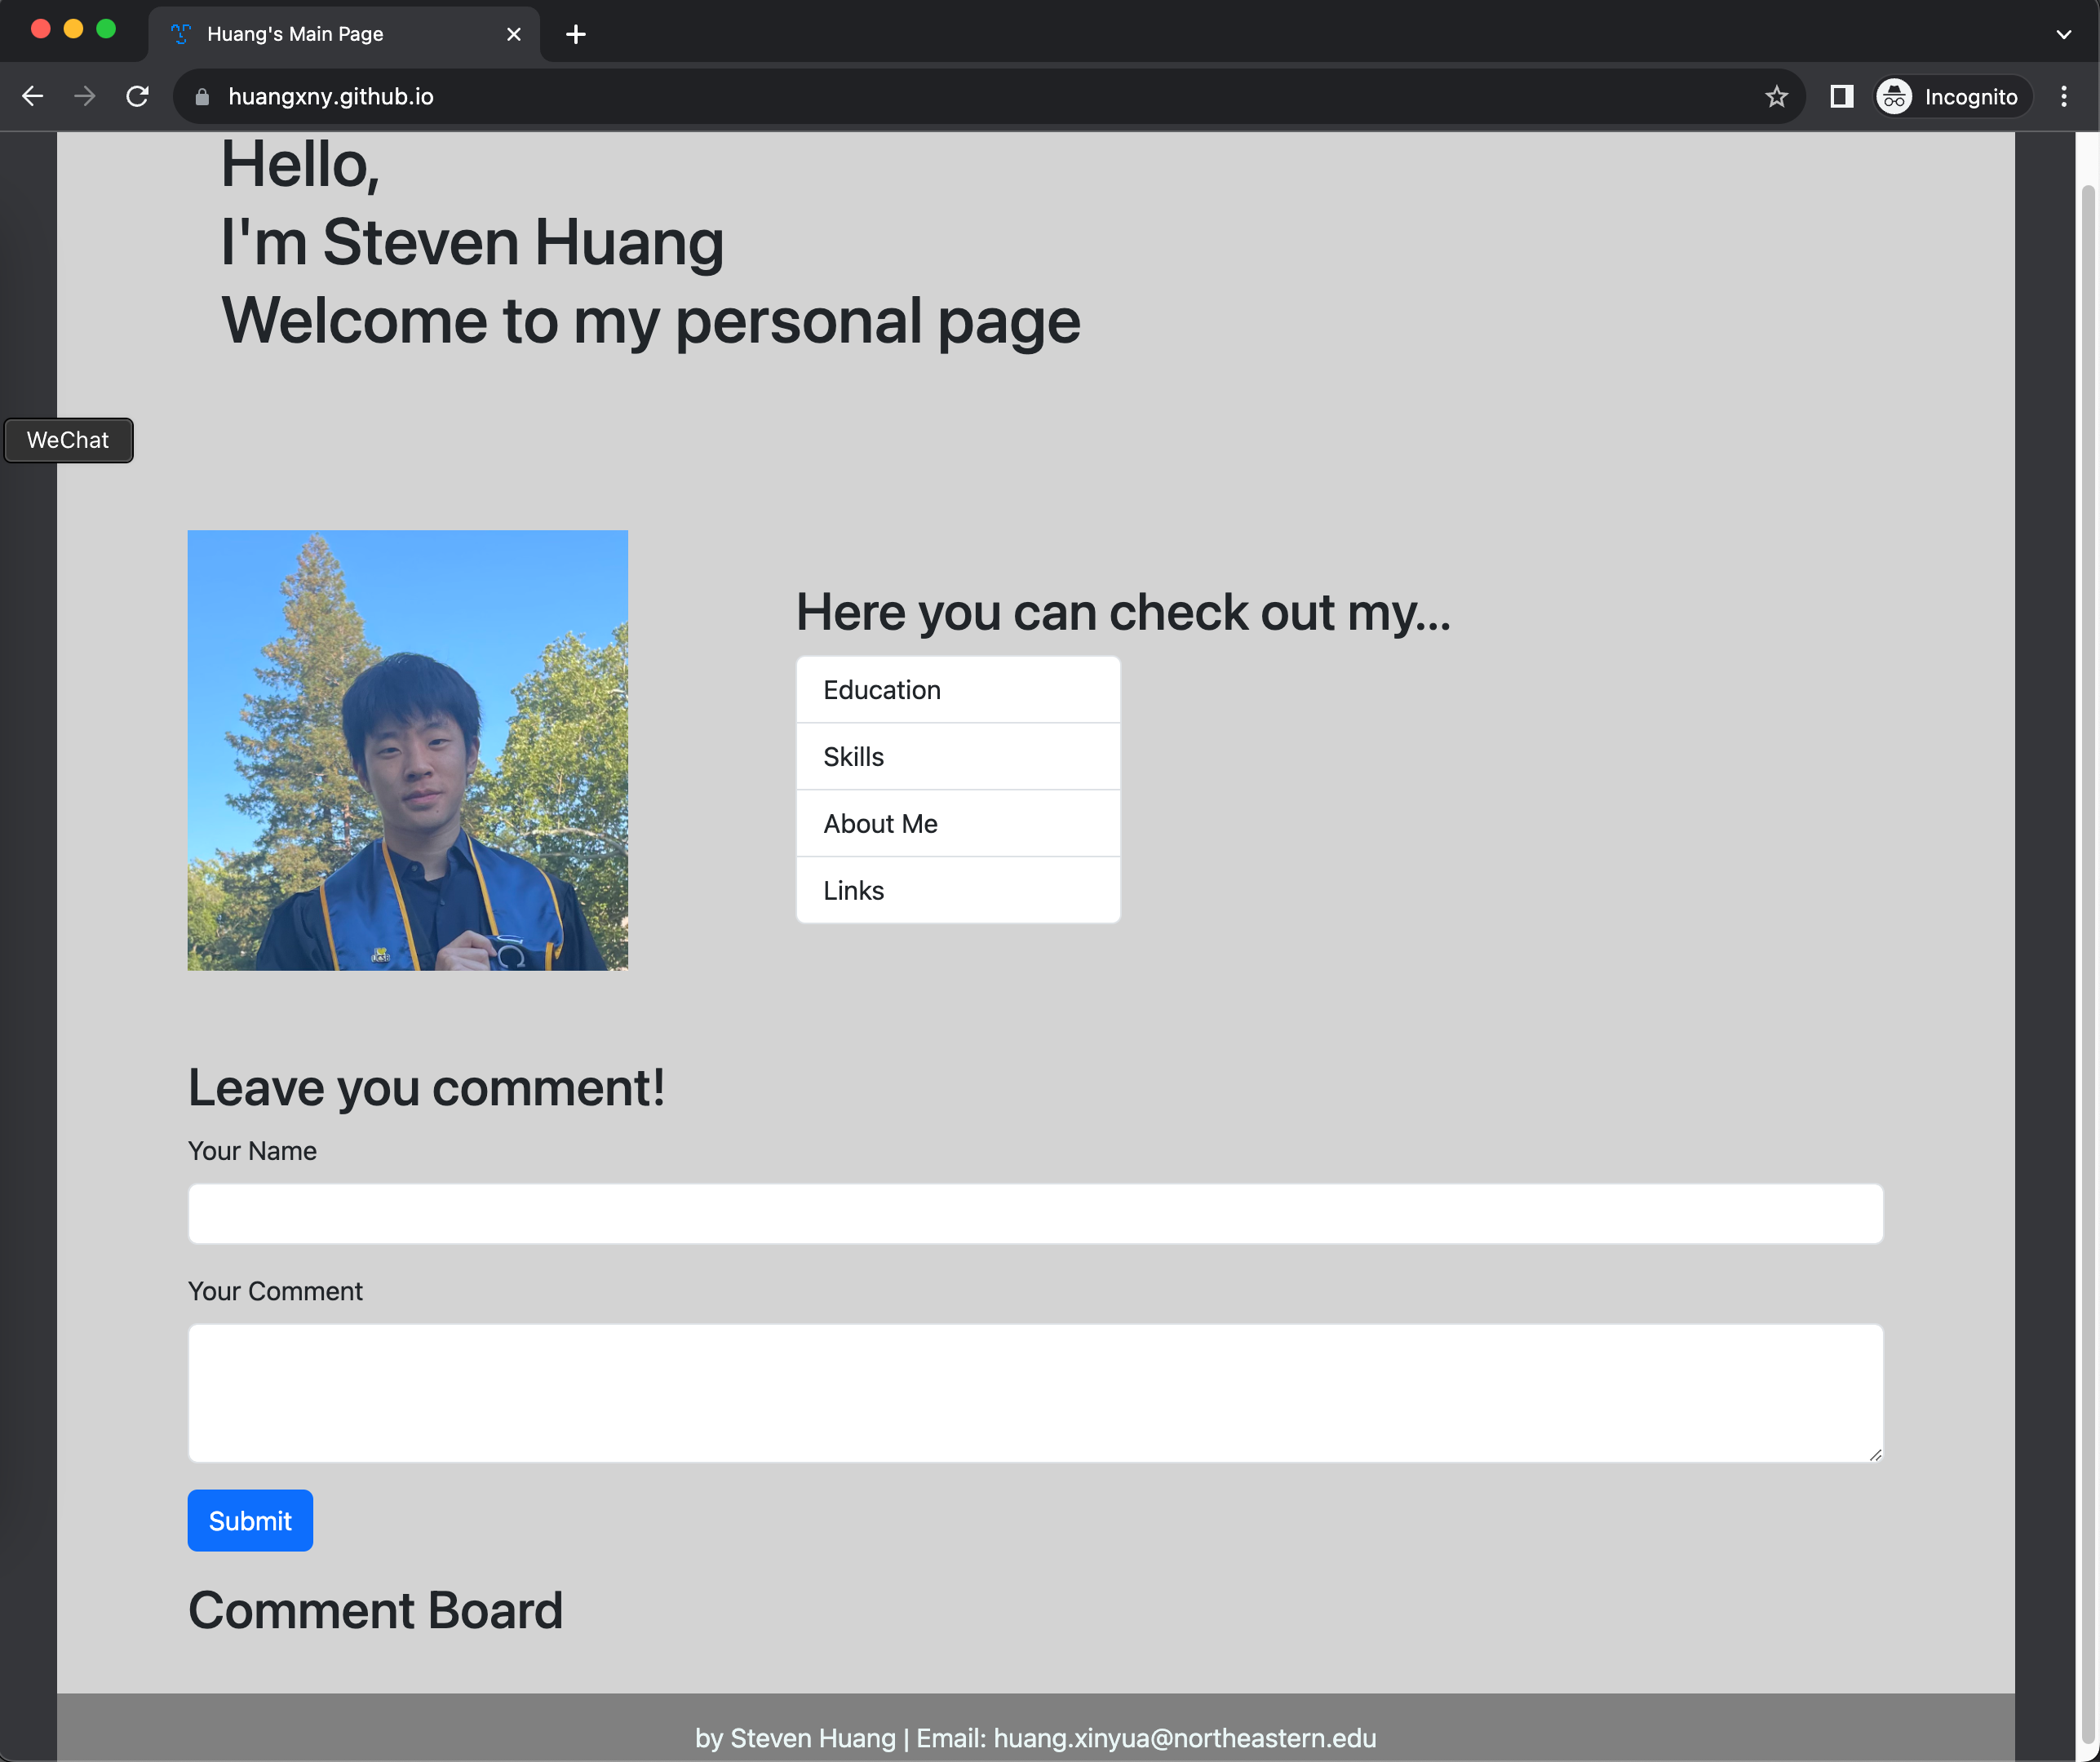 Huang's Main Page
huangxny.github.io
Incognito
Hello,
I'm Steven Huang
Welcome to my personal page
WeChat
Here you can check out my...
Education
Skills
About Me
Links
Leave you comment!
Your Name
Your Comment
Submit
Comment Board
by Steven Huang | Email: huang.xinyua@northeastern.edu